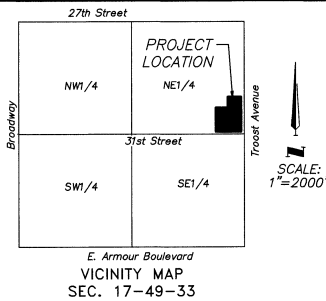 27th Street
PROJECT
LOCATION
NW1/4
NE1/4
Broadway
Troost Avenue
31st Street
SCALE:
1"=2000'
SW1/4
SE1/4
E. Armour Boulevard
VICINITY MAP
SEC. 17-49-33